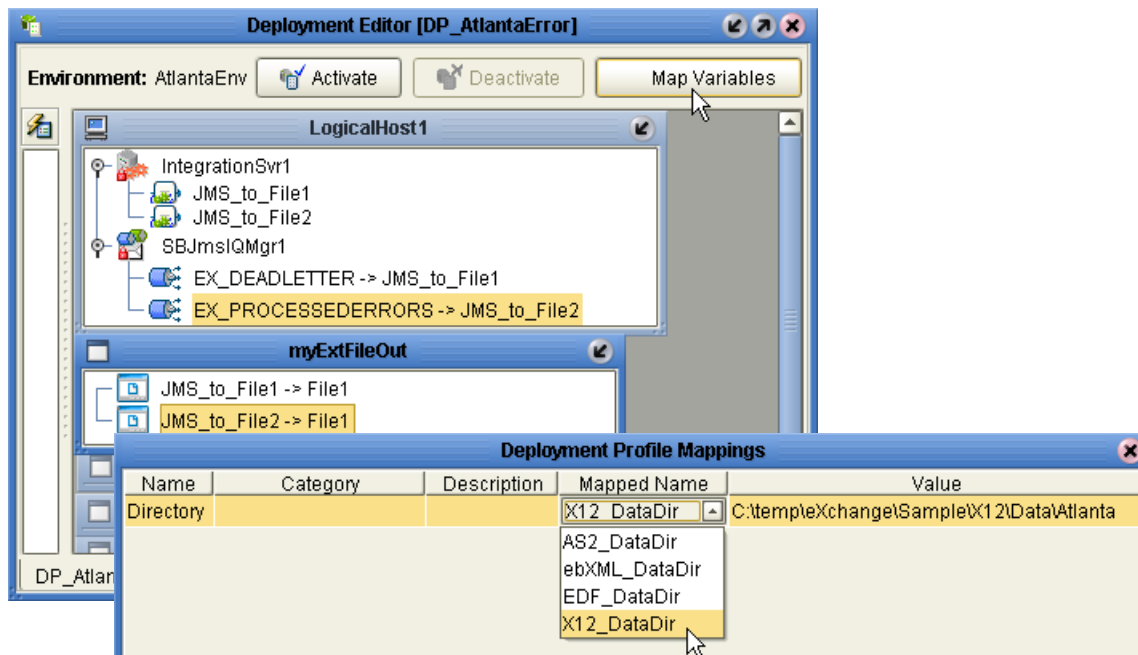 Deployment Editor [DP_AtlantaError]
Environment: AtlantaEnv Activate Deactivate Map Variables
LogicalHost1
IntegrationSvr1
JMS_to_File1
JMS_to_File2
SBJmsIQMgr1
EX_DEADLETTER -> JMS_to_File1
EX_PROCESSEDERRORS -> JMS_to_File2
myExtFileOut
JMS_to_File1 -> File1
JMS_to_File2 -> File1
DP_Atlan
Deployment Profile Mappings
Name Category Description Mapped Name Value
Directory X12_DataDir C:\temp\eXchange\Sample\X12\Data\Atlanta
AS2_DataDir
ebXML_DataDir
EDF_DataDir
X12_DataDir